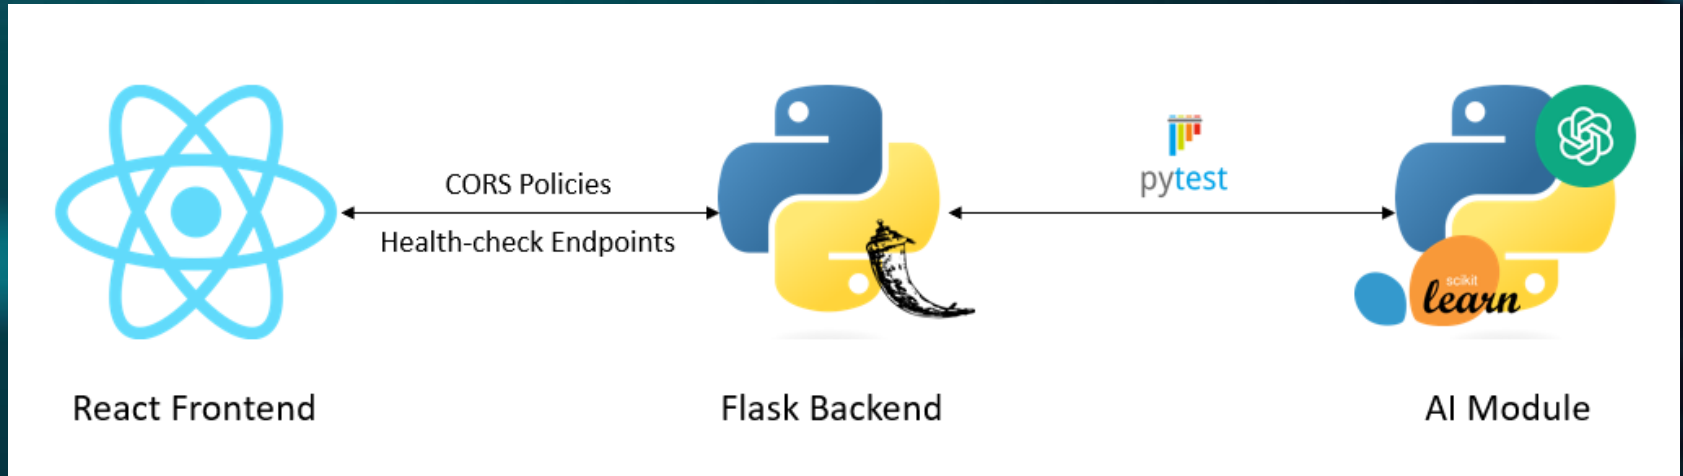 CORS Policies
Health-check Endpoints
pytest
scikit
learn
React Frontend
Flask Backend
AI Module